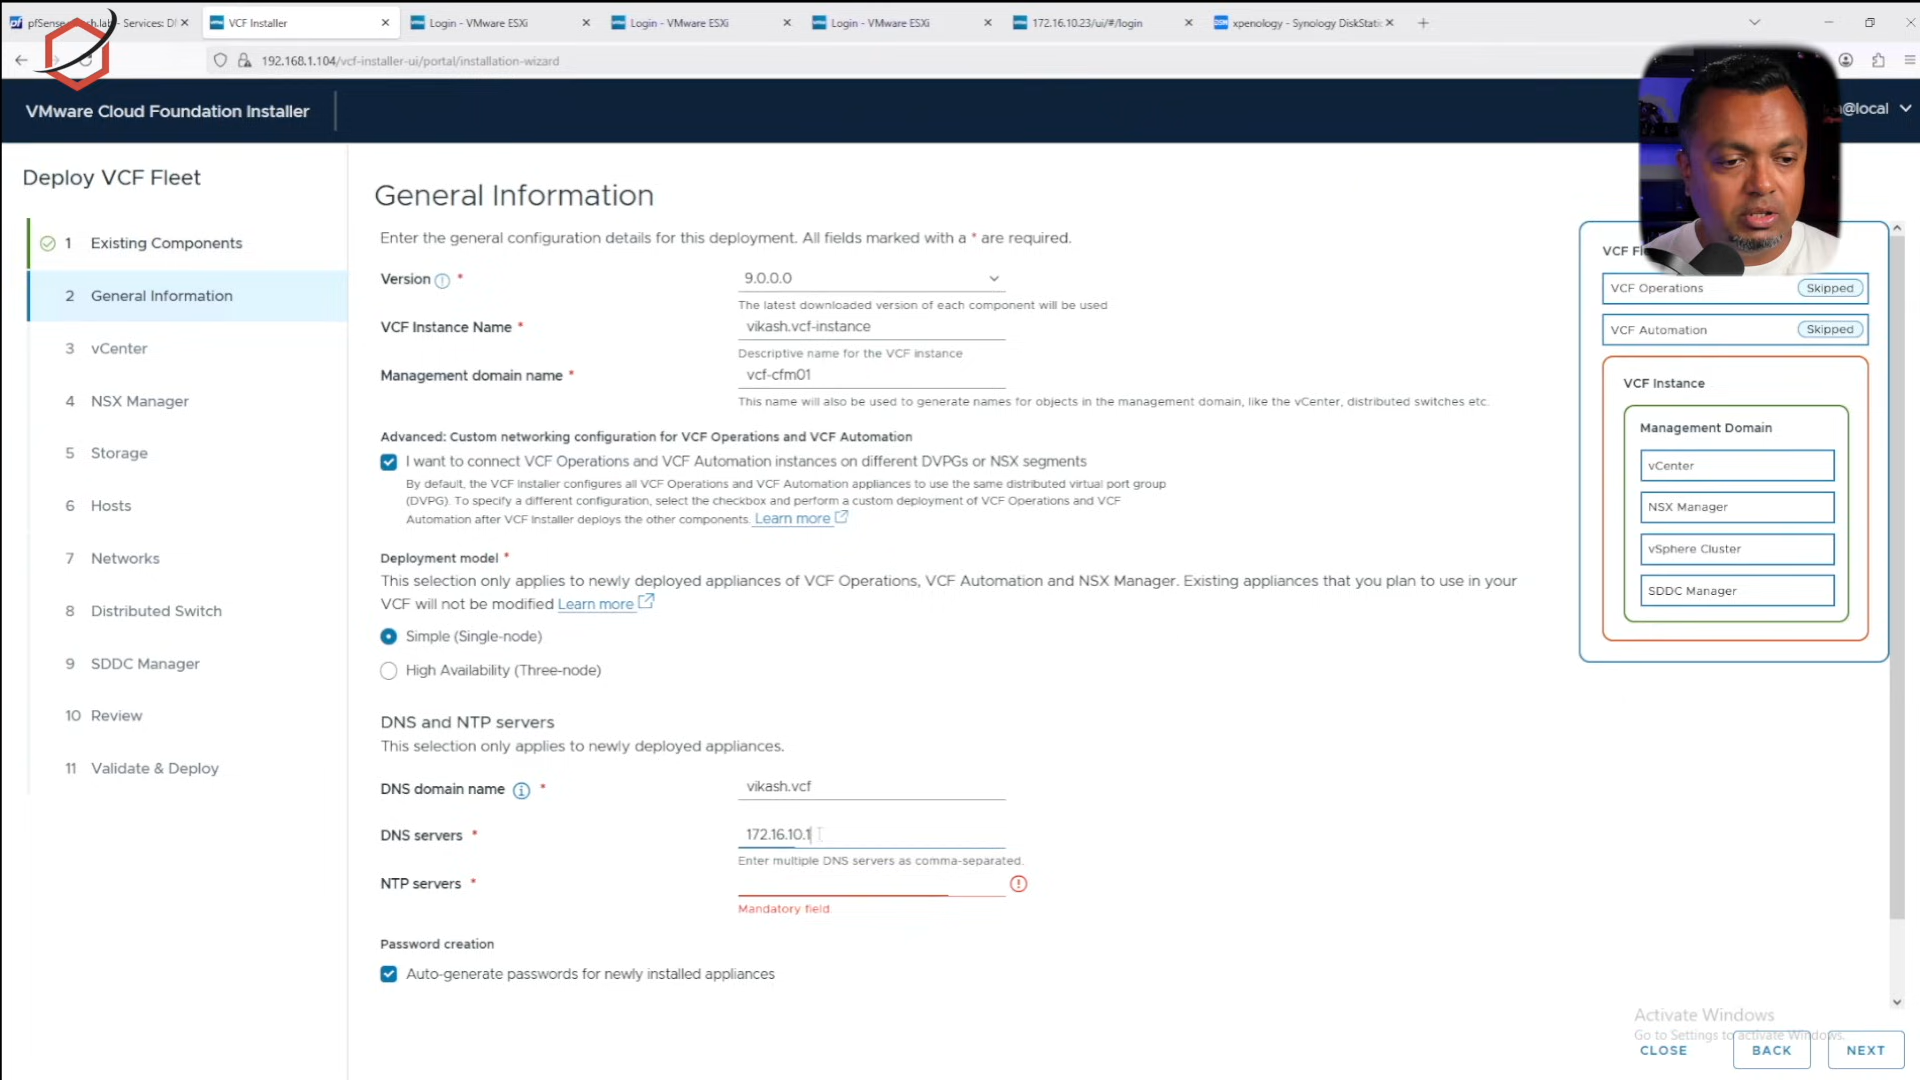 pfSense
sh.lab - Services: DN
VCF Installer
Login - VMware ESXi
Login - VMware ESXi
Login - VMware ESXi
172.16.10.23/ui/#/login
xpenology - Synology DiskStatio
192.168.1.104/vcf-installer-ui/portal/installation-wizard
VMware Cloud Foundation Installer
@local
Deploy VCF Fleet
1 Existing Components
2 General Information
3 vCenter
4 NSX Manager
5 Storage
6 Hosts
7 Networks
8 Distributed Switch
9 SDDC Manager
10 Review
11 Validate & Deploy
General Information
Enter the general configuration details for this deployment. All fields marked with a * are required.
Version *
9.0.0.0
The latest downloaded version of each component will be used
VCF Instance Name *
vikash.vcf-instance
Descriptive name for the VCF instance
Management domain name *
vcf-cfm01
This name will also be used to generate names for objects in the management domain, like the vCenter, distributed switches etc.
Advanced: Custom networking configuration for VCF Operations and VCF Automation
I want to connect VCF Operations and VCF Automation instances on different DVPGs or NSX segments
By default, the VCF Installer configures all VCF Operations and VCF Automation appliances to use the same distributed virtual port group
(DVPG). To specify a different configuration, select the checkbox and perform a custom deployment of VCF Operations and VCF
Automation after VCF Installer deploys the other components. Learn more
Deployment model *
This selection only applies to newly deployed appliances of VCF Operations, VCF Automation and NSX Manager. Existing appliances that you plan to use in your
VCF will not be modified Learn more
Simple (Single-node)
High Availability (Three-node)
DNS and NTP servers
This selection only applies to newly deployed appliances.
DNS domain name *
vikash.vcf
DNS servers *
172.16.10.1
Enter multiple DNS servers as comma-separated.
NTP servers *
Mandatory field.
Password creation
Auto-generate passwords for newly installed appliances
VCF Fl
VCF Operations Skipped
VCF Automation Skipped
VCF Instance
Management Domain
vCenter
NSX Manager
vSphere Cluster
SDDC Manager
Activate Windows
Go to Settings to activate Windows.
CLOSE
BACK
NEXT